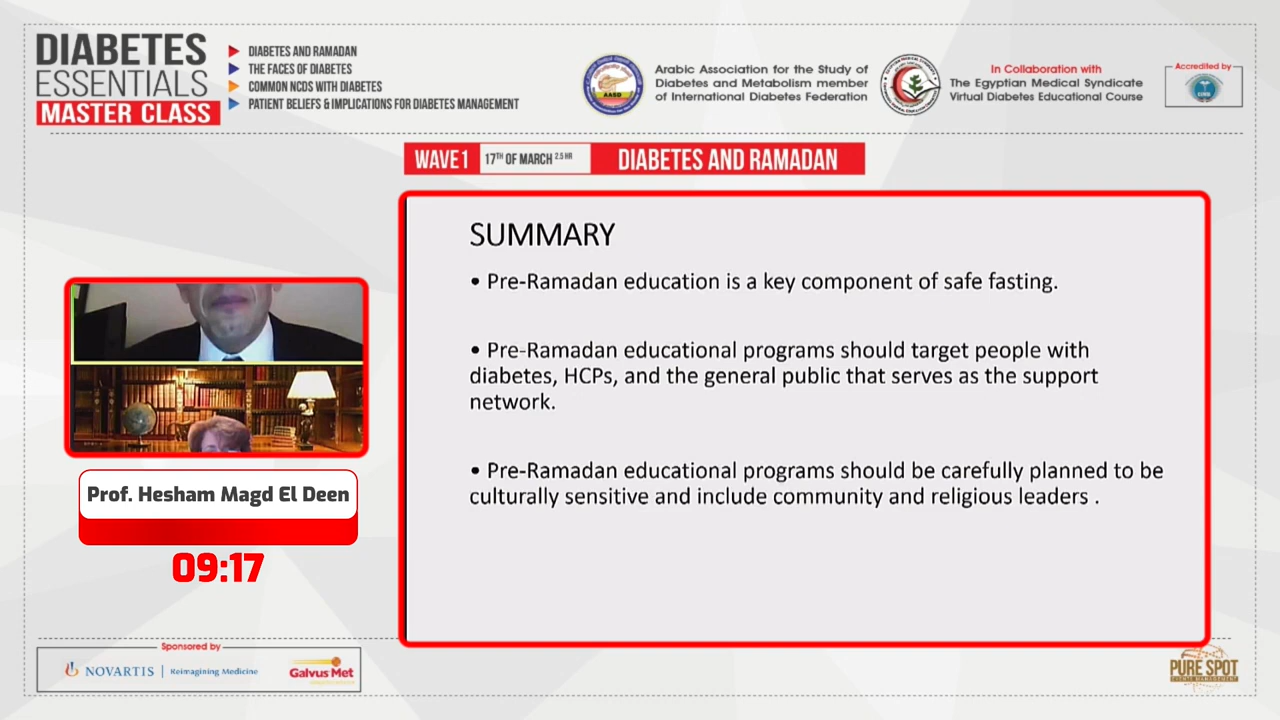 DIABETES
ESSENTIALS
MASTER CLASS
DIABETES AND RAMADAN
THE FACES OF DIABETES
COMMON NCDS WITH DIABETES
PATIENT BELIEFS & IMPLICATIONS FOR DIABETES MANAGEMENT
AASD
Arabic Association for the Study of
Diabetes and Metabolism member
of International Diabetes Federation
In Collaboration with
The Egyptian Medical Syndicate
Virtual Diabetes Educational Course
Accredited by
WAVE1 17TH OF MARCH 2.5 HR DIABETES AND RAMADAN
SUMMARY
• Pre-Ramadan education is a key component of safe fasting.
• Pre-Ramadan educational programs should target people with
diabetes, HCPs, and the general public that serves as the support
network.
• Pre-Ramadan educational programs should be carefully planned to be
culturally sensitive and include community and religious leaders .
Prof. Hesham Magd El Deen
09:17
Sponsored by
NOVARTIS | Reimagining Medicine
Galvus Met
PURE SPOT
EVENTS MANAGEMENT